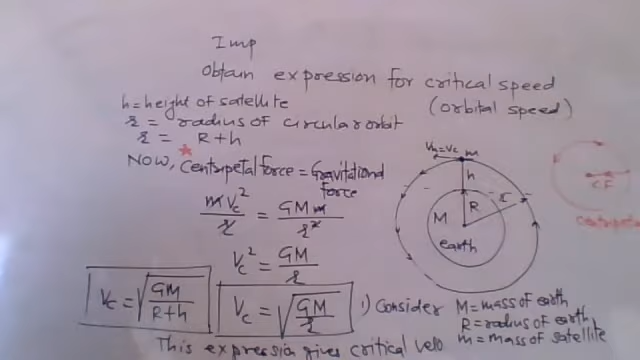 Imp
Obtain expression for critical speed
(orbital speed)
h = height of satellite
r = radius of circular orbit
r = R + h
NOW, Centripetal force = Gravitational force
mVc²/r = GMm/r²
Vc² = GM/r
Vc = √(GM/R+h)
Vc = √(GM/r)
1) Consider M = mass of earth
R = radius of earth
m = mass of satellite
This expression gives critical velo
Vh = Vc m
h
R
r
M
earth
C.F.
Centripeta